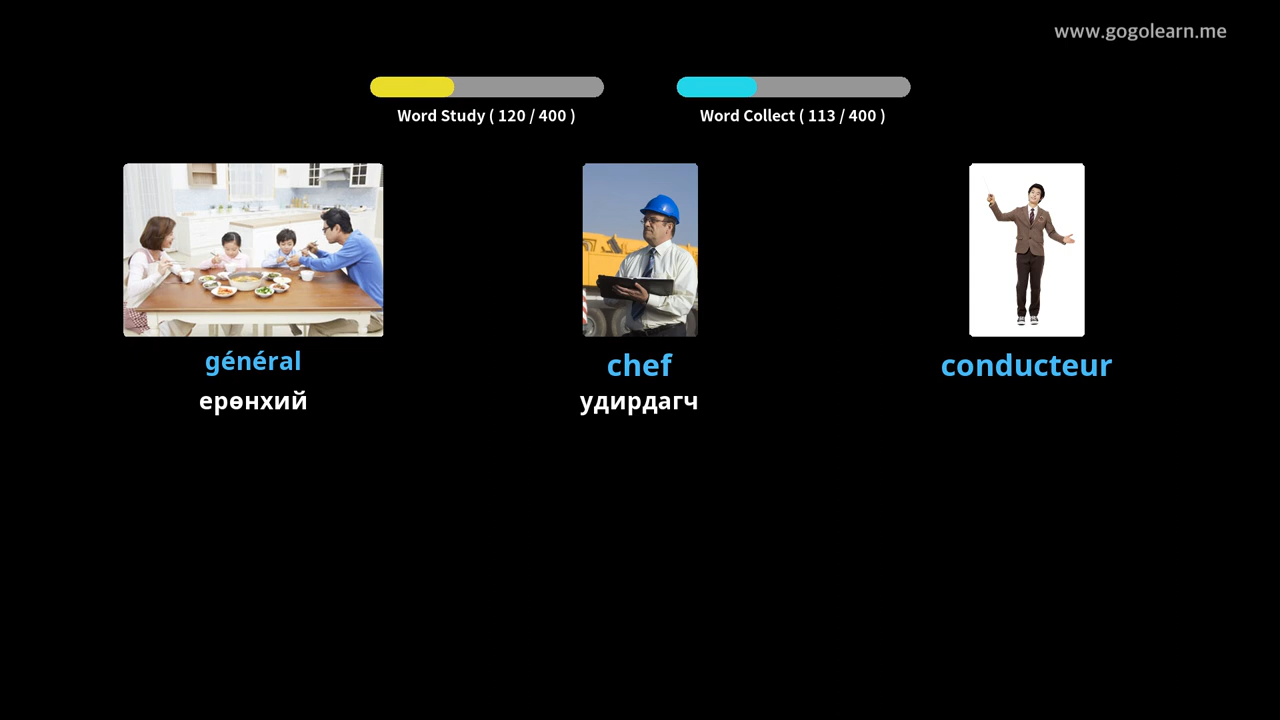 www.gogolearn.me
Word Study ( 120 / 400 )
Word Collect ( 113 / 400 )
général
ерөнхий
chef
удирдагч
conducteur